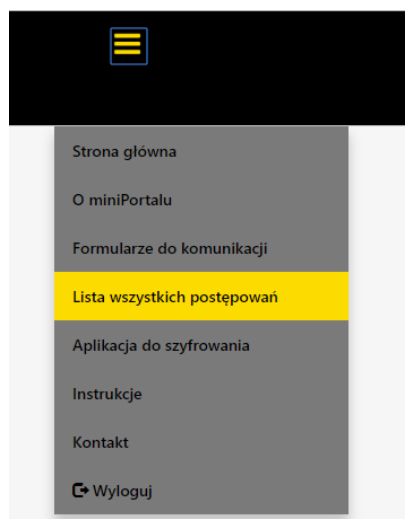 Strona główna
O miniPortalu
Formularze do komunikacji
Lista wszystkich postępowań
Aplikacja do szyfrowania
Instrukcje
Kontakt
Wyloguj